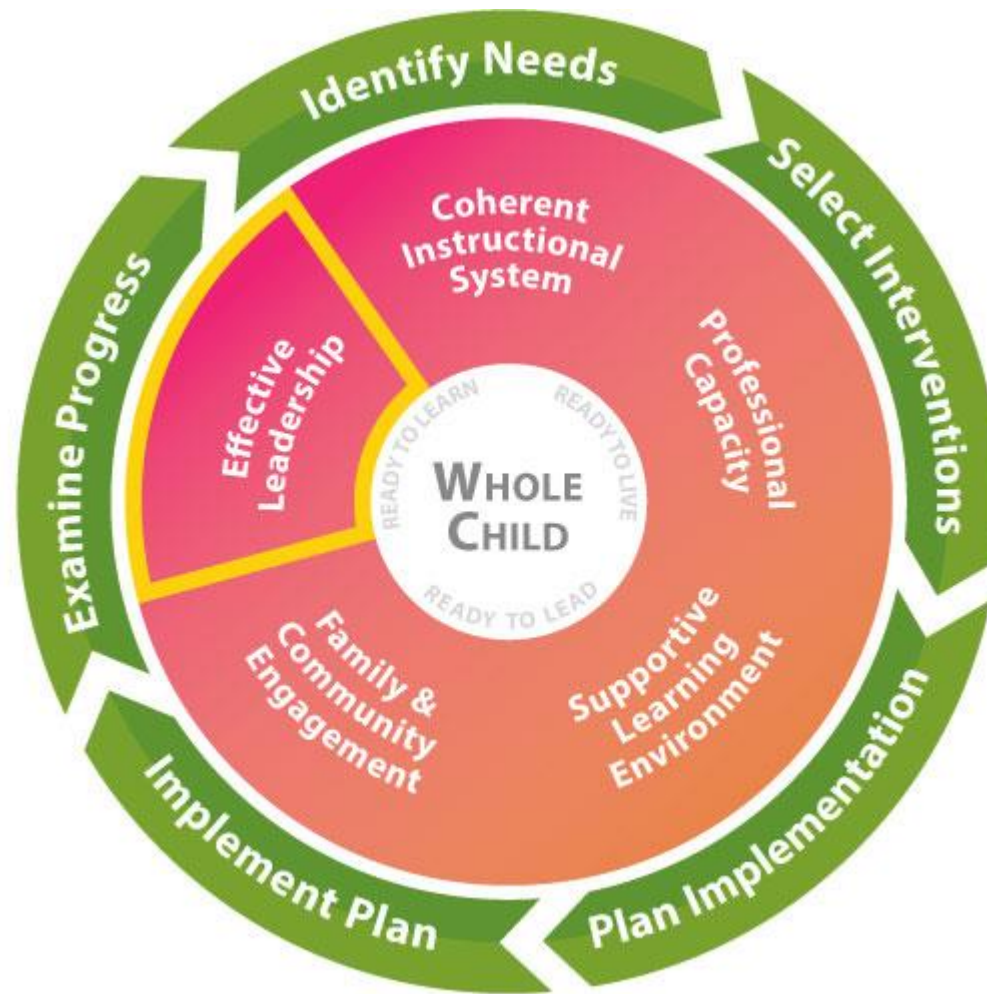 Identify Needs
Select Interventions
Plan Implementation
Implement Plan
Examine Progress
Coherent
Instructional
System
Professional
Capacity
Supportive
Learning
Environment
Family &
Community
Engagement
Effective
Leadership
READY TO LEARN
READY TO LIVE
READY TO LEAD
WHOLE
CHILD